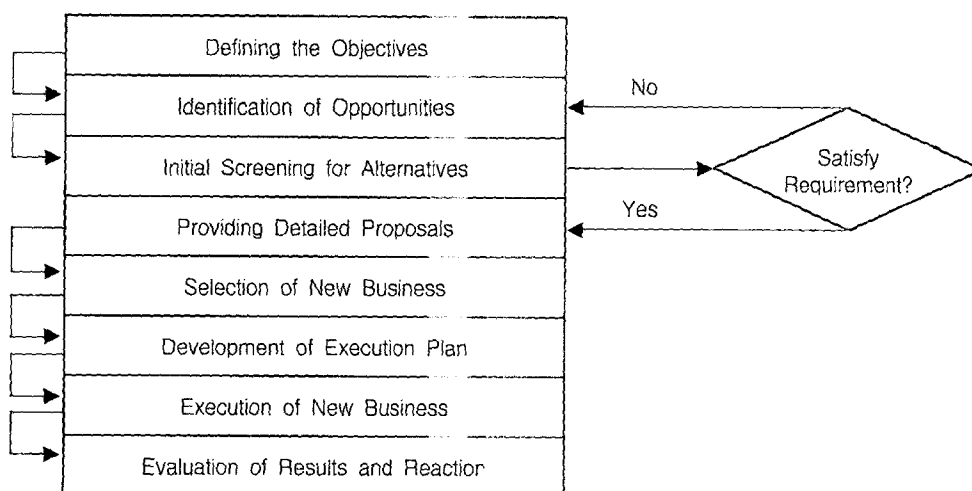 Defining the Objectives
Identification of Opportunities
No
Initial Screening for Alternatives
Satisfy
Requirement?
Providing Detailed Proposals
Yes
Selection of New Business
Development of Execution Plan
Execution of New Business
Evaluation of Results and Reaction